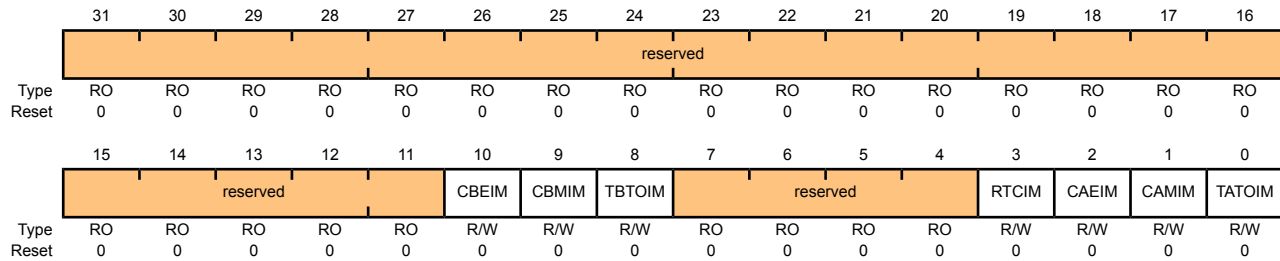 31 30 29 28 27 26 25 24 23 22 21 20 19 18 17 16
reserved
Type RO RO RO RO RO RO RO RO RO RO RO RO RO RO RO RO
Reset 0 0 0 0 0 0 0 0 0 0 0 0 0 0 0 0
15 14 13 12 11 10 9 8 7 6 5 4 3 2 1 0
reserved CBEIM CBMIM TBTOIM reserved RTCIM CAEIM CAMIM TATOIM
Type RO RO RO RO RO R/W R/W R/W RO RO RO RO R/W R/W R/W R/W
Reset 0 0 0 0 0 0 0 0 0 0 0 0 0 0 0 0